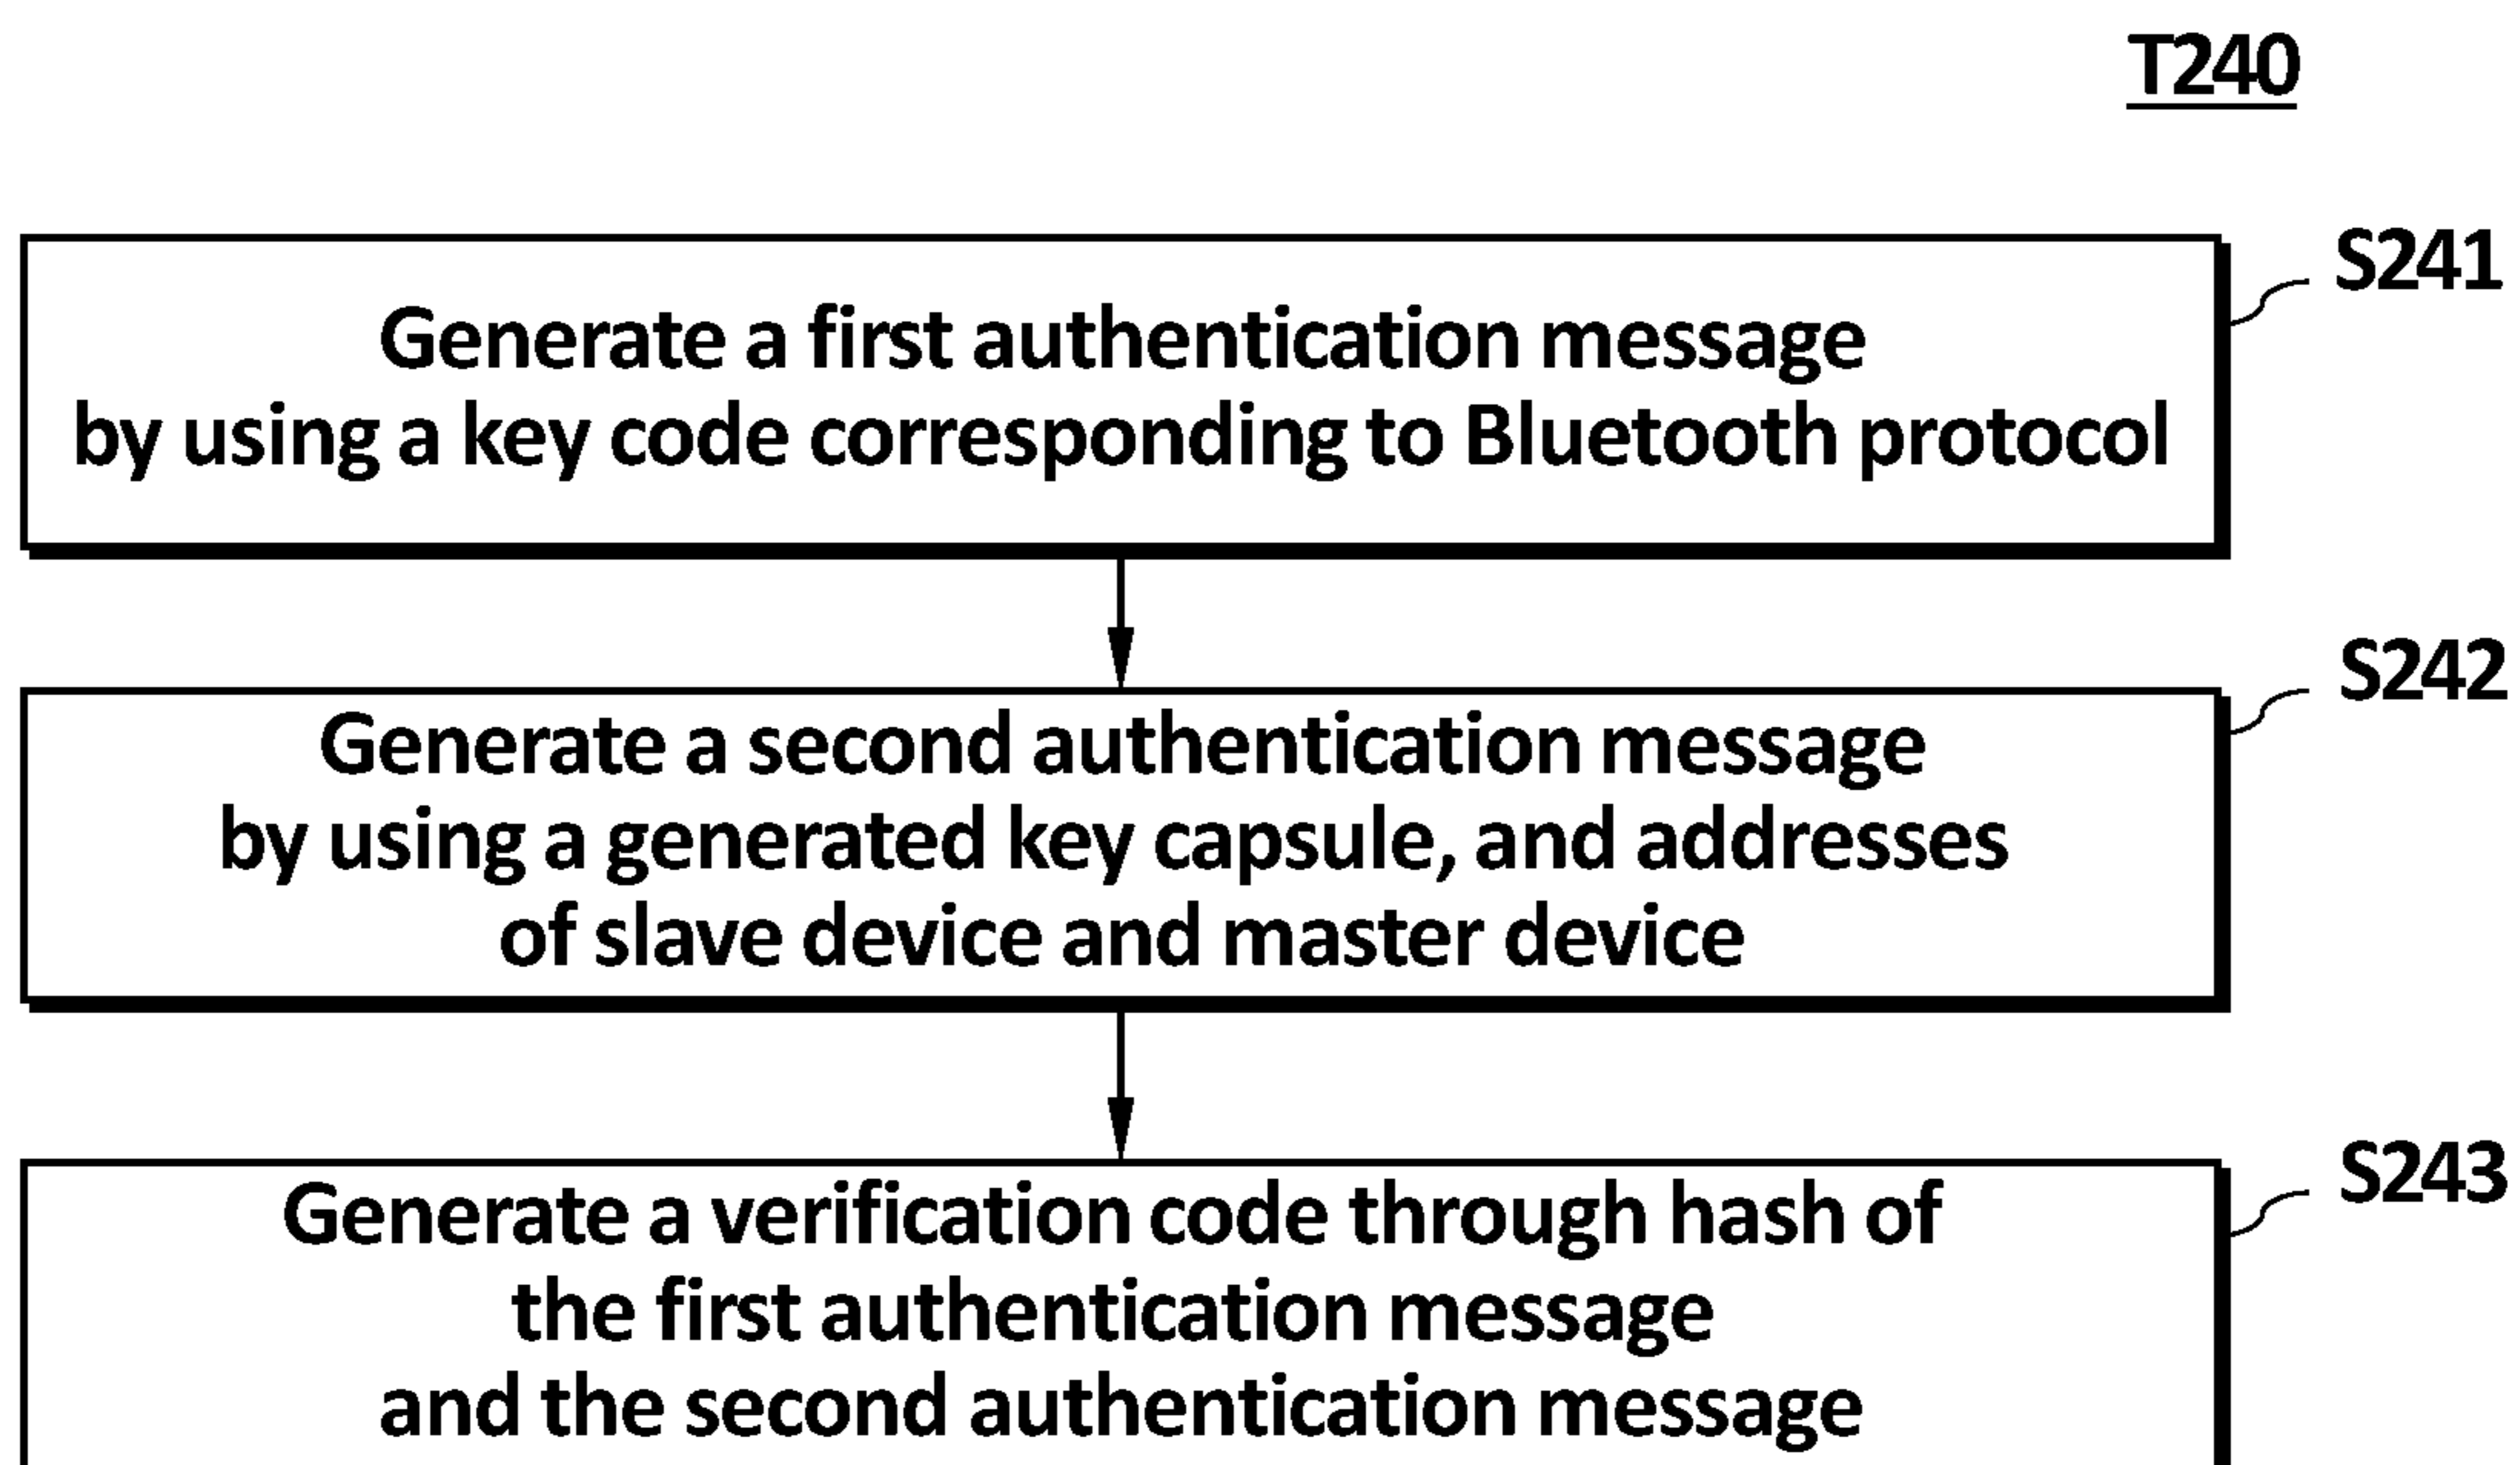 T240
S241
Generate a first authentication message
by using a key code corresponding to Bluetooth protocol
S242
Generate a second authentication message
by using a generated key capsule, and addresses
of slave device and master device
S243
Generate a verification code through hash of
the first authentication message
and the second authentication message